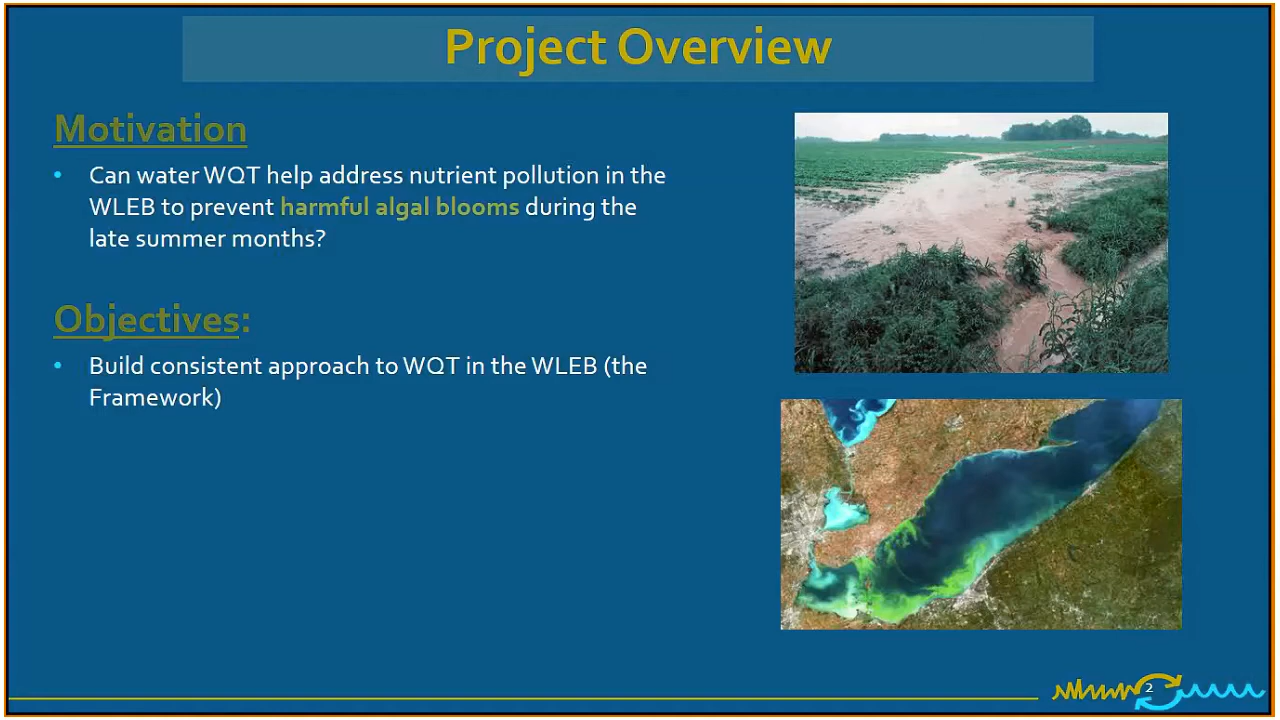 Project Overview
Motivation
• Can water WQT help address nutrient pollution in the
WLEB to prevent harmful algal blooms during the
late summer months?
Objectives:
• Build consistent approach to WQT in the WLEB (the
Framework)
2